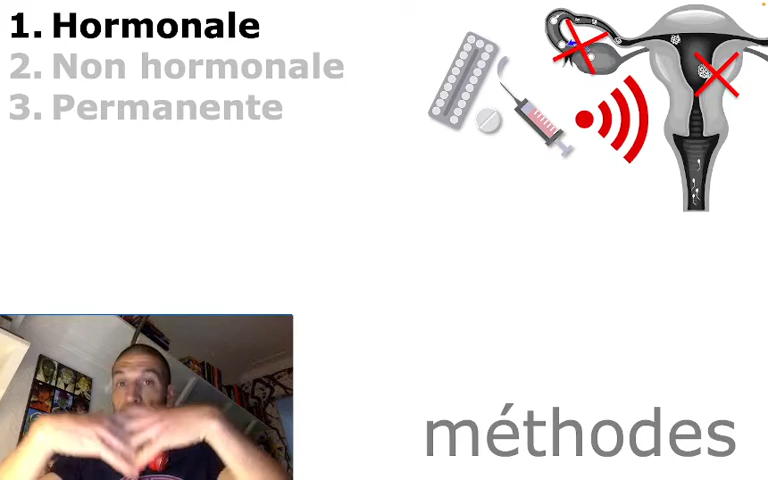 1. Hormonale
2. Non hormonale
3. Permanente
méthodes